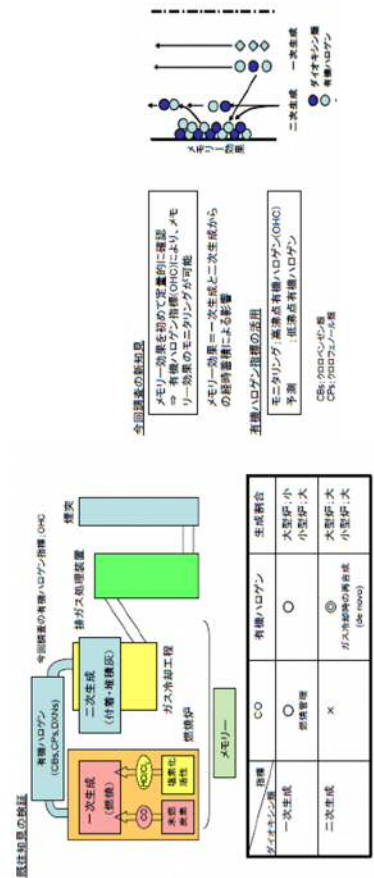 既往知見の検証
今回調査の有機ハロゲン指標；OHC
有機ハロゲン
(CBs,CPs,DXNs)
排ガス処理装置
煙突
一次生成
(燃焼)
CO
HCl/Cl2
未燃
炭素
塩素化
活性
二次生成
(付着・堆積灰)
ガス冷却工程
燃焼炉
メモリー
指標
ダイオキシン類
CO
有機ハロゲン
生成割合
一次生成
○
燃焼管理
○
大型炉；小
小型炉；大
二次生成
×
◎
ガス冷却時の再合成
(de novo)
大型炉；大
小型炉；大
今回調査の新知見
メモリー効果を初めて定量的に確認
⇒ 有機ハロゲン指標(OHC)により、メモ
リー効果のモニタリングが可能
メモリー効果＝一次生成と二次生成から
の経時蓄積による影響
有機ハロゲン指標の活用
モニタリング：高沸点有機ハロゲン(OHC)
予測　　　：低沸点有機ハロゲン
CBs:クロロベンゼン類
CPs:クロロフェノール類
メモリー効果
二次生成
一次生成
ダイオキシン類
有機ハロゲン